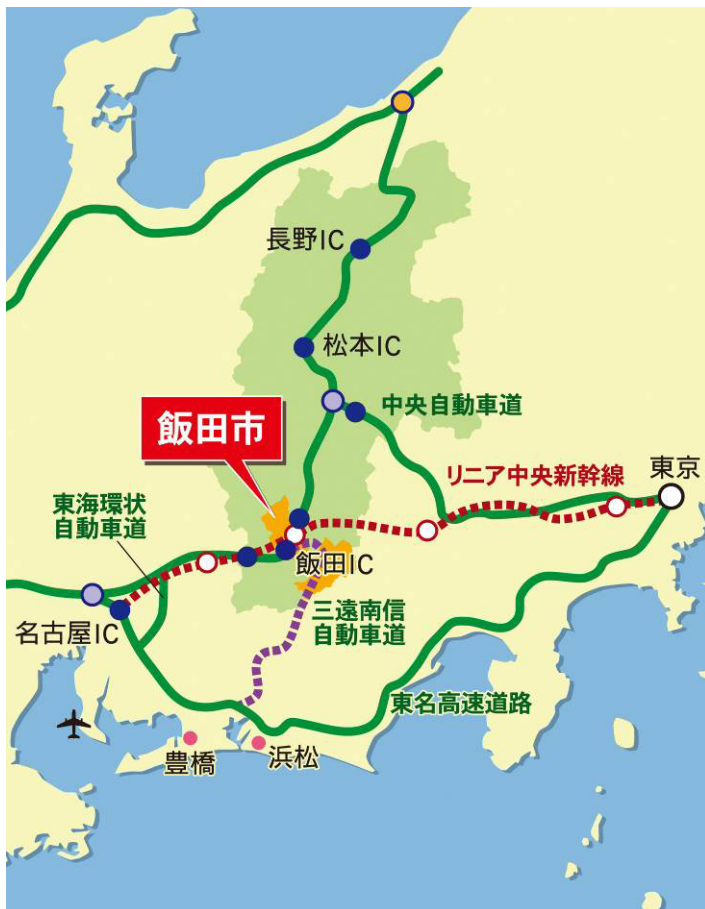 長野IC
松本IC
中央自動車道
飯田市
リニア中央新幹線
東京
東海環状
自動車道
飯田IC
名古屋IC
三遠南信
自動車道
東名高速道路
豊橋
浜松